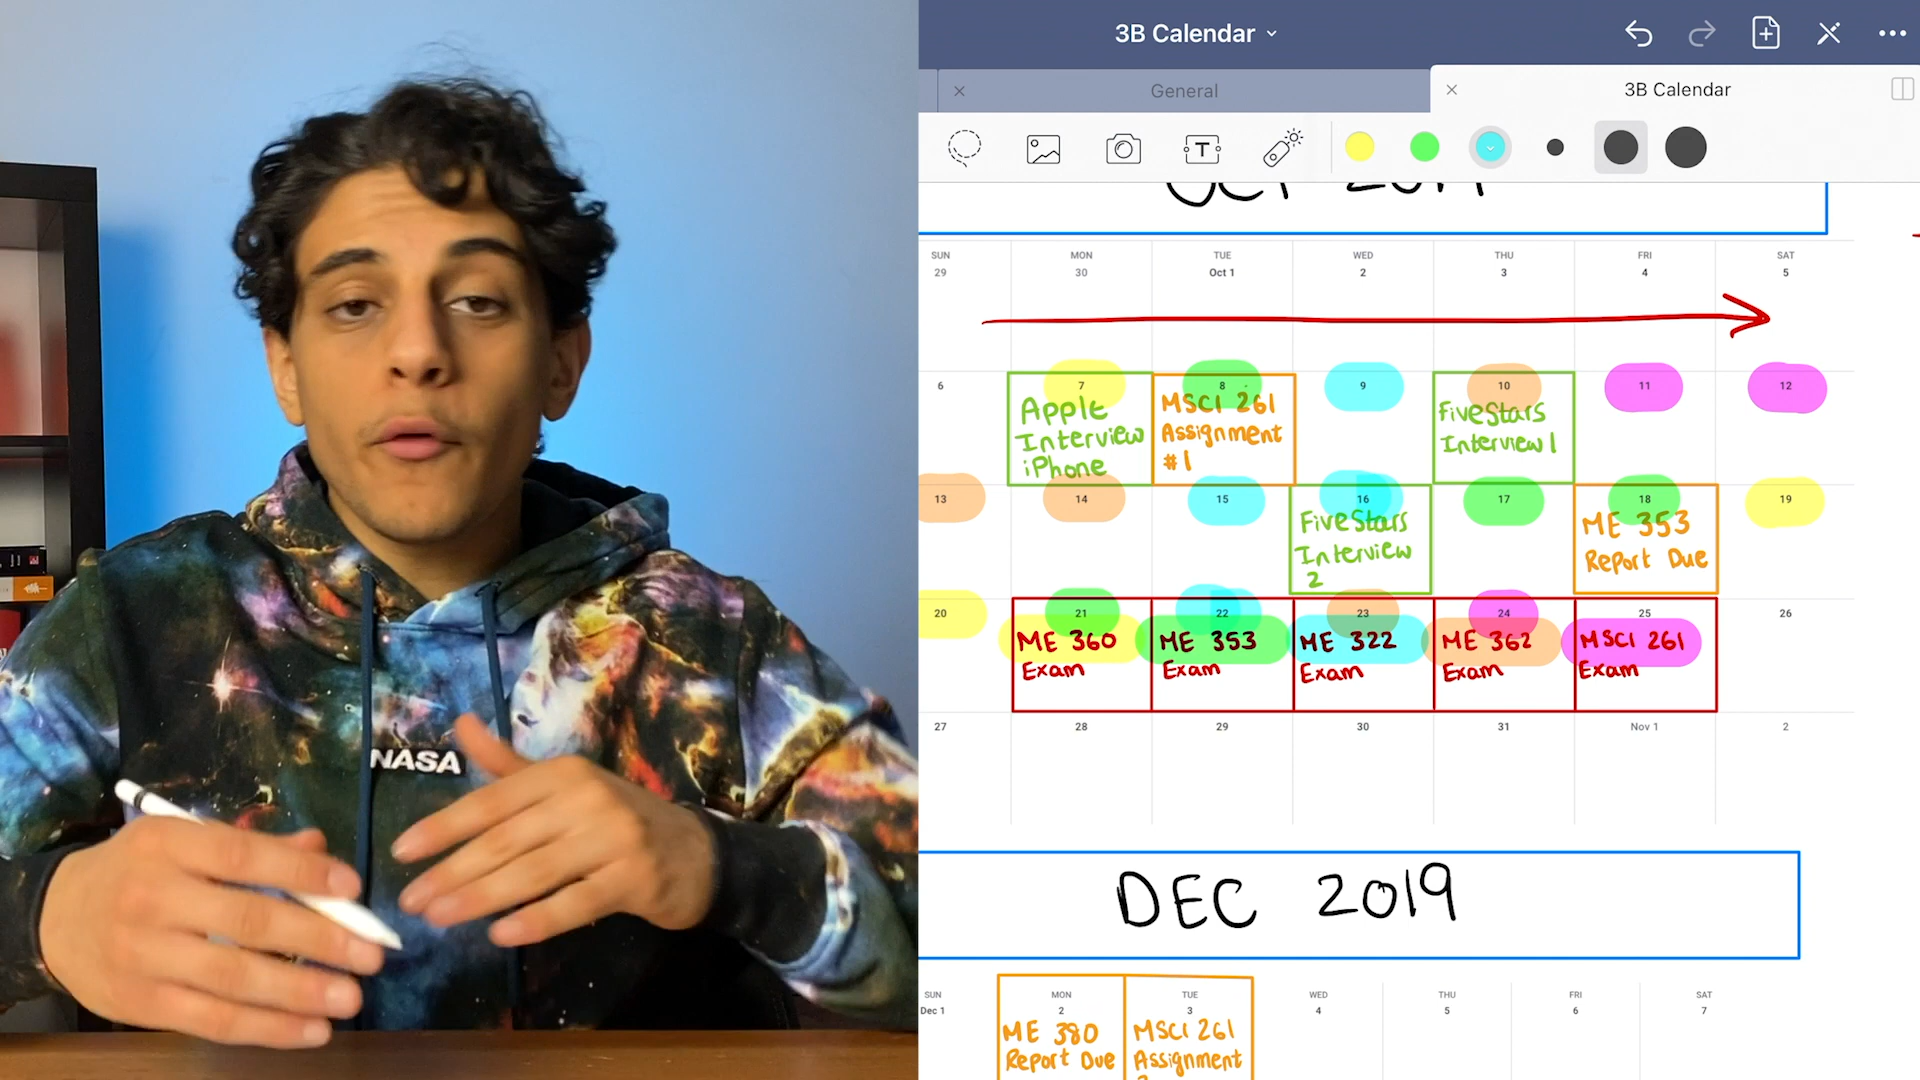 3B Calendar
General
3B Calendar
T
OCT 2019
SUN MON TUE WED THU FRI SAT
29 30 Oct 1 2 3 4 5
6 7 8 9 10 11 12
Apple
Interview
iPhone
MSCI 261
Assignment
#1
FiveStars
Interview 1
13 14 15 16 17 18 19
FiveStars
Interview
2
ME 353
Report Due
20 21 22 23 24 25 26
ME 360
Exam
ME 353
Exam
ME 322
Exam
ME 362
Exam
MSCI 261
Exam
27 28 29 30 31 Nov 1 2
DEC 2019
SUN MON TUE WED THU FRI SAT
Dec 1 2 3 4 5 6 7
ME 380
Report Due
MSCI 261
Assignment
NASA